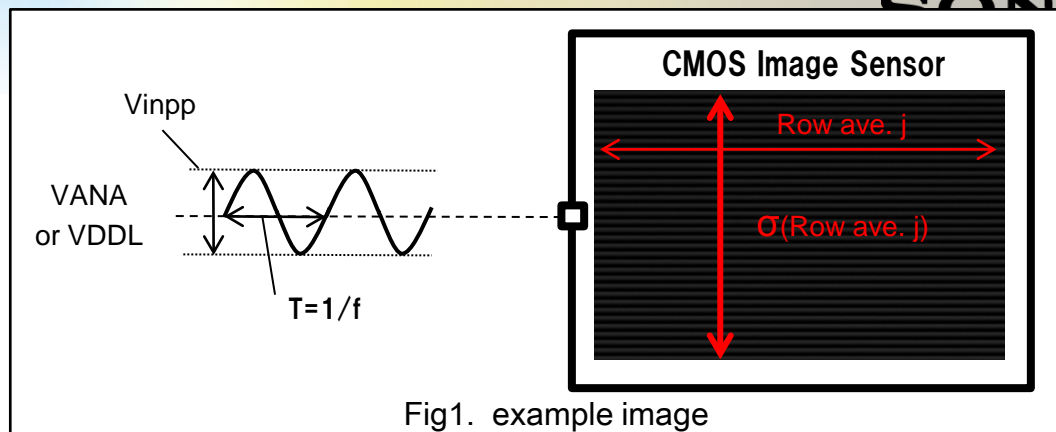 CMOS Image Sensor
Vinpp
Row ave. j
VANA
or VDDL
σ(Row ave. j)
T=1/f
Fig1. example image